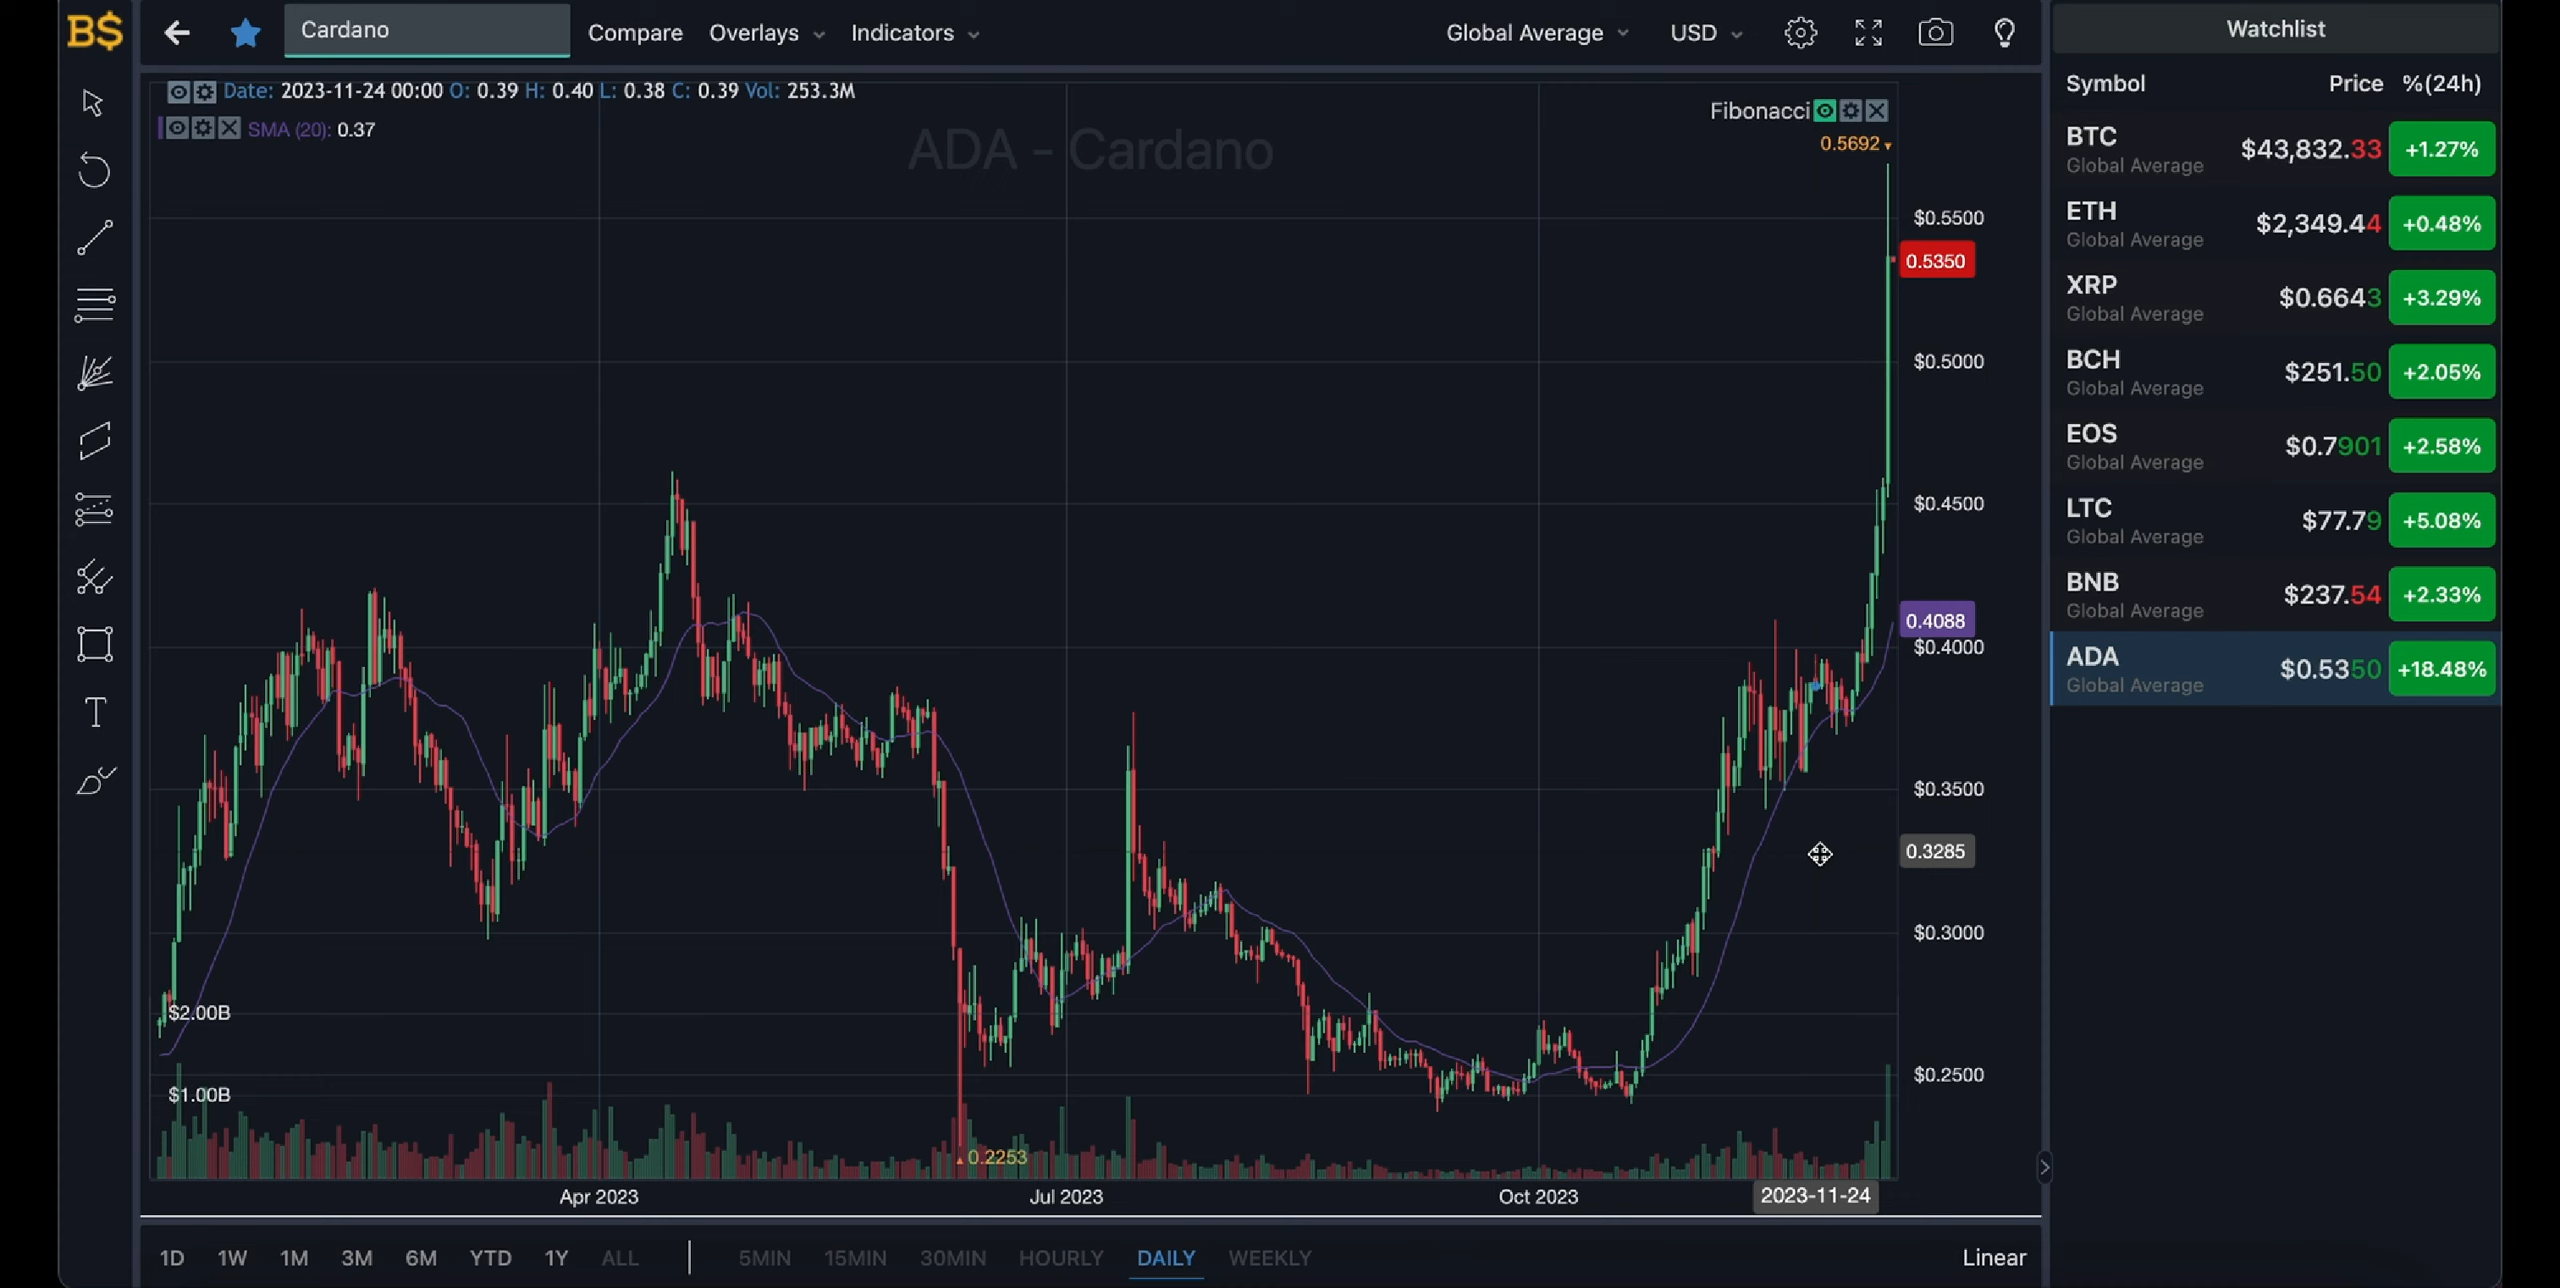 B$
Cardano
Compare Overlays Indicators
Global Average USD
Date: 2023-11-24 00:00 O: 0.39 H: 0.40 L: 0.38 C: 0.39 Vol: 253.3M
SMA (20): 0.37
ADA - Cardano
Fibonacci
0.5692
$0.5500
0.5350
$0.5000
$0.4500
0.4088
$0.4000
$0.3500
0.3285
$0.3000
$0.2500
$2.00B
$1.00B
0.2253
Apr 2023 Jul 2023 Oct 2023 2023-11-24
1D 1W 1M 3M 6M YTD 1Y ALL 5MIN 15MIN 30MIN HOURLY DAILY WEEKLY Linear
Watchlist
Symbol Price %(24h)
BTC $43,832.33 +1.27%
Global Average
ETH $2,349.44 +0.48%
Global Average
XRP $0.6643 +3.29%
Global Average
BCH $251.50 +2.05%
Global Average
EOS $0.7901 +2.58%
Global Average
LTC $77.79 +5.08%
Global Average
BNB $237.54 +2.33%
Global Average
ADA $0.5350 +18.48%
Global Average
T